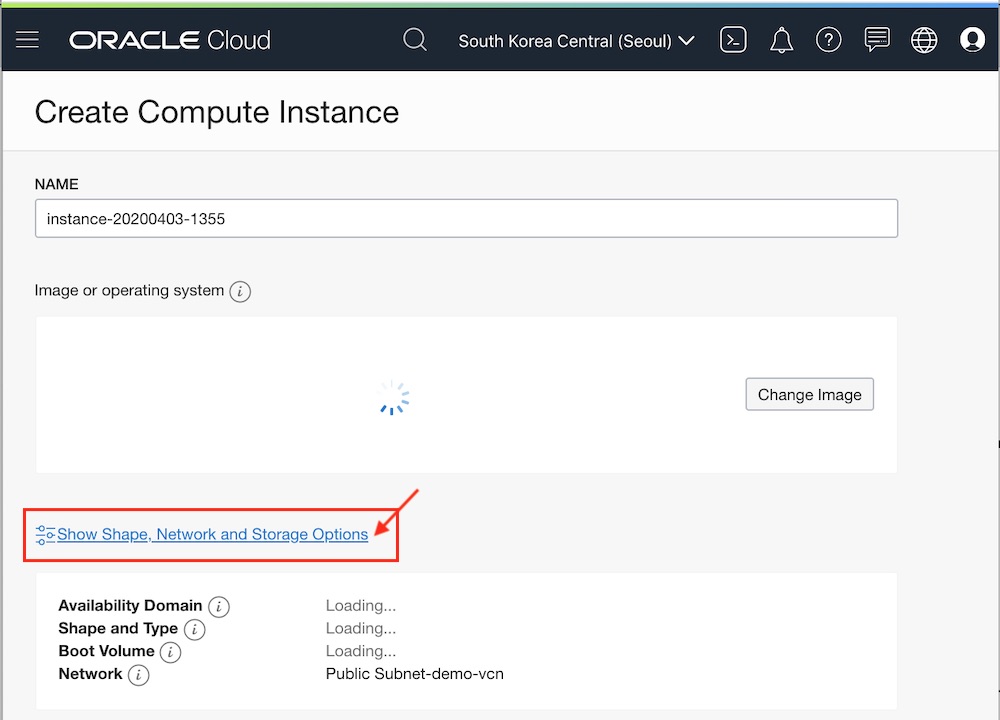 ORACLE Cloud
South Korea Central (Seoul)
Create Compute Instance
NAME
instance-20200403-1355
Image or operating system
Change Image
Show Shape, Network and Storage Options
Availability Domain Loading...
Shape and Type Loading...
Boot Volume Loading...
Network Public Subnet-demo-vcn